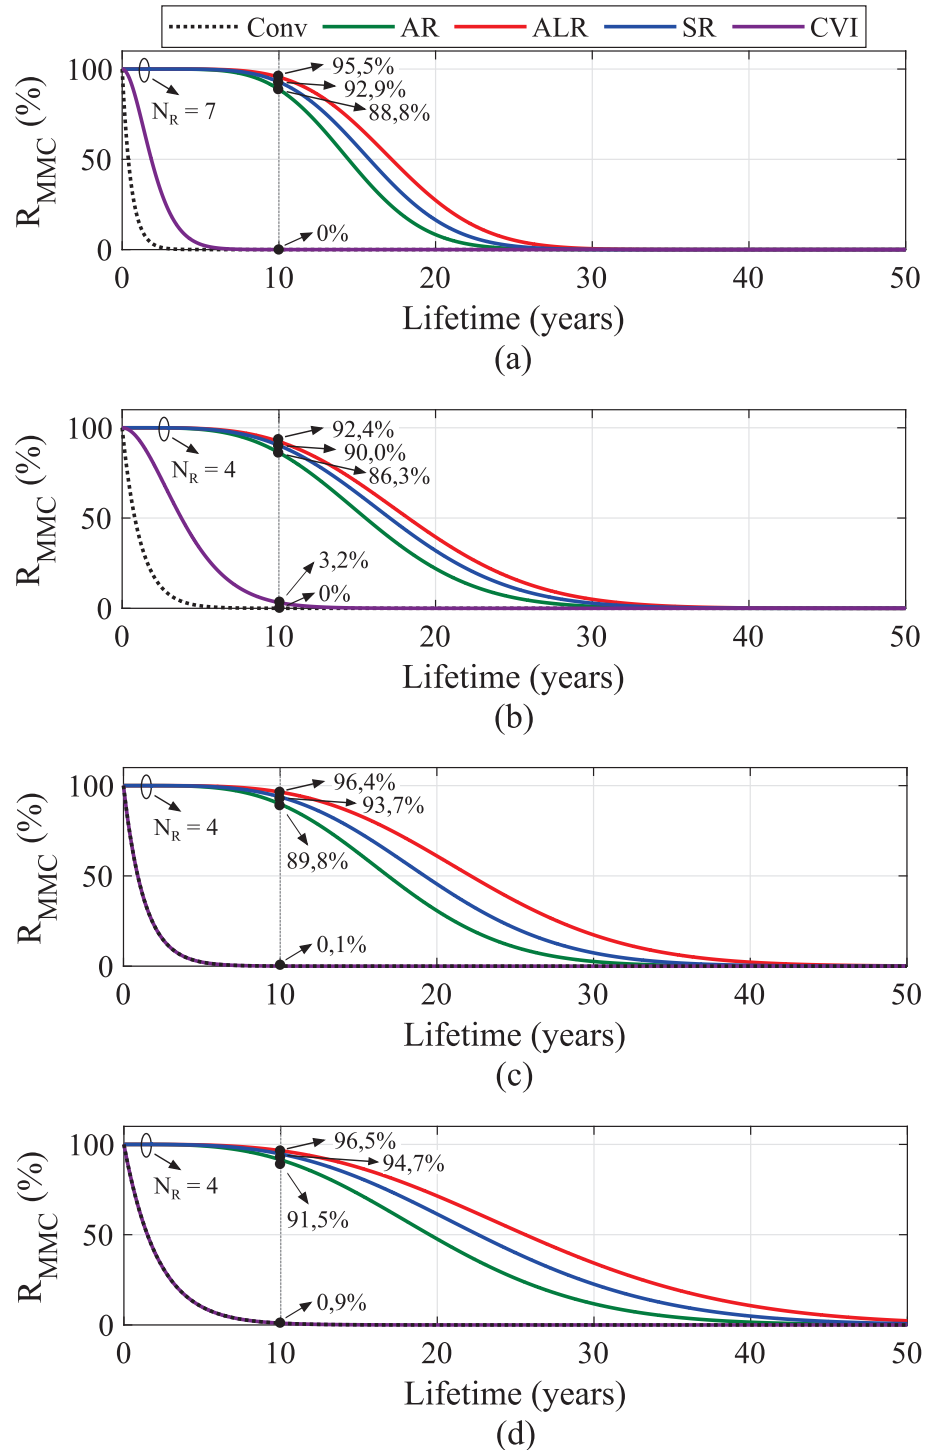 Conv AR ALR SR CVI
R_MMC (%)
100
50
0
N_R = 7
95,5%
92,9%
88,8%
0%
0 10 20 30 40 50
Lifetime (years)
(a)
R_MMC (%)
100
50
0
N_R = 4
92,4%
90,0%
86,3%
3,2%
0%
0 10 20 30 40 50
Lifetime (years)
(b)
R_MMC (%)
100
50
0
N_R = 4
96,4%
93,7%
89,8%
0,1%
0 10 20 30 40 50
Lifetime (years)
(c)
R_MMC (%)
100
50
0
N_R = 4
96,5%
94,7%
91,5%
0,9%
0 10 20 30 40 50
Lifetime (years)
(d)